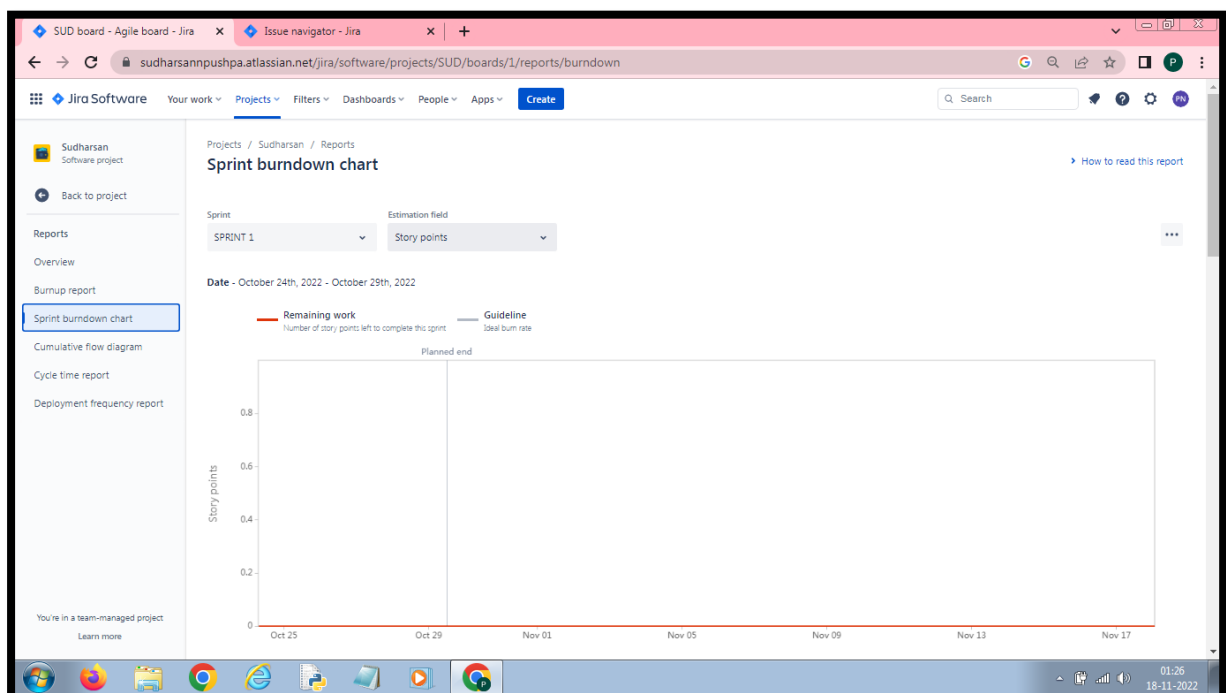 SUD board - Agile board - Jira
Issue navigator - Jira
sudharsannpushpa.atlassian.net/jira/software/projects/SUD/boards/1/reports/burndown
P
Jira Software Your work Projects Filters Dashboards People Apps Create Search PN
Sudharsan
Software project
Back to project
Reports
Overview
Burnup report
Sprint burndown chart
Cumulative flow diagram
Cycle time report
Deployment frequency report
You're in a team-managed project
Learn more
Projects / Sudharsan / Reports
Sprint burndown chart
How to read this report
Sprint Estimation field
SPRINT 1 Story points
Date - October 24th, 2022 - October 29th, 2022
Remaining work Guideline
Number of story points left to complete this sprint Ideal burn rate
Planned end
0.8
0.6
0.4
0.2
0
Story points
Oct 25 Oct 29 Nov 01 Nov 05 Nov 09 Nov 13 Nov 17
01:26
18-11-2022